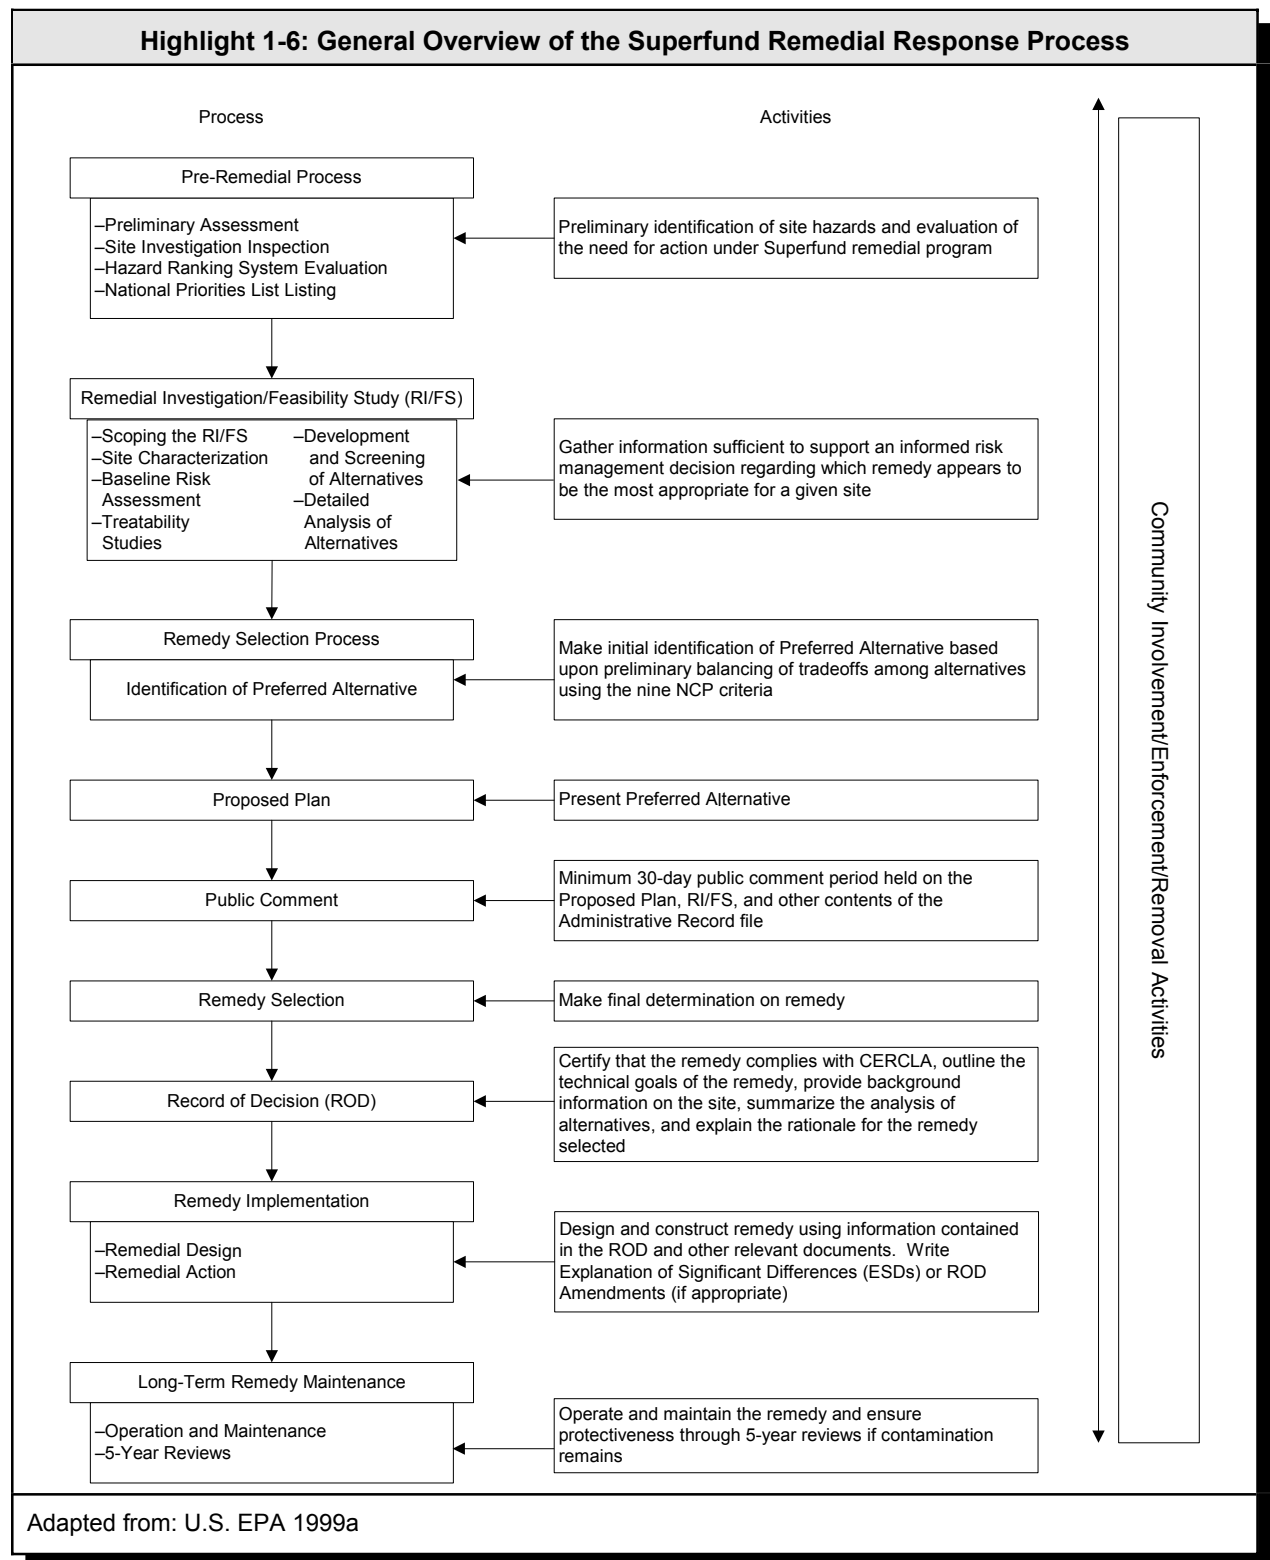 Highlight 1-6: General Overview of the Superfund Remedial Response Process
Process
Activities
Pre-Remedial Process
–Preliminary Assessment
–Site Investigation Inspection
–Hazard Ranking System Evaluation
–National Priorities List Listing
Preliminary identification of site hazards and evaluation of
the need for action under Superfund remedial program
Remedial Investigation/Feasibility Study (RI/FS)
–Scoping the RI/FS
–Site Characterization
–Baseline Risk
Assessment
–Treatability
Studies
–Development
and Screening
of Alternatives
–Detailed
Analysis of
Alternatives
Gather information sufficient to support an informed risk
management decision regarding which remedy appears to
be the most appropriate for a given site
Remedy Selection Process
Identification of Preferred Alternative
Make initial identification of Preferred Alternative based
upon preliminary balancing of tradeoffs among alternatives
using the nine NCP criteria
Proposed Plan
Present Preferred Alternative
Public Comment
Minimum 30-day public comment period held on the
Proposed Plan, RI/FS, and other contents of the
Administrative Record file
Remedy Selection
Make final determination on remedy
Record of Decision (ROD)
Certify that the remedy complies with CERCLA, outline the
technical goals of the remedy, provide background
information on the site, summarize the analysis of
alternatives, and explain the rationale for the remedy
selected
Remedy Implementation
–Remedial Design
–Remedial Action
Design and construct remedy using information contained
in the ROD and other relevant documents.  Write
Explanation of Significant Differences (ESDs) or ROD
Amendments (if appropriate)
Long-Term Remedy Maintenance
–Operation and Maintenance
–5-Year Reviews
Operate and maintain the remedy and ensure
protectiveness through 5-year reviews if contamination
remains
Community Involvement/Enforcement/Removal Activities
Adapted from: U.S. EPA 1999a